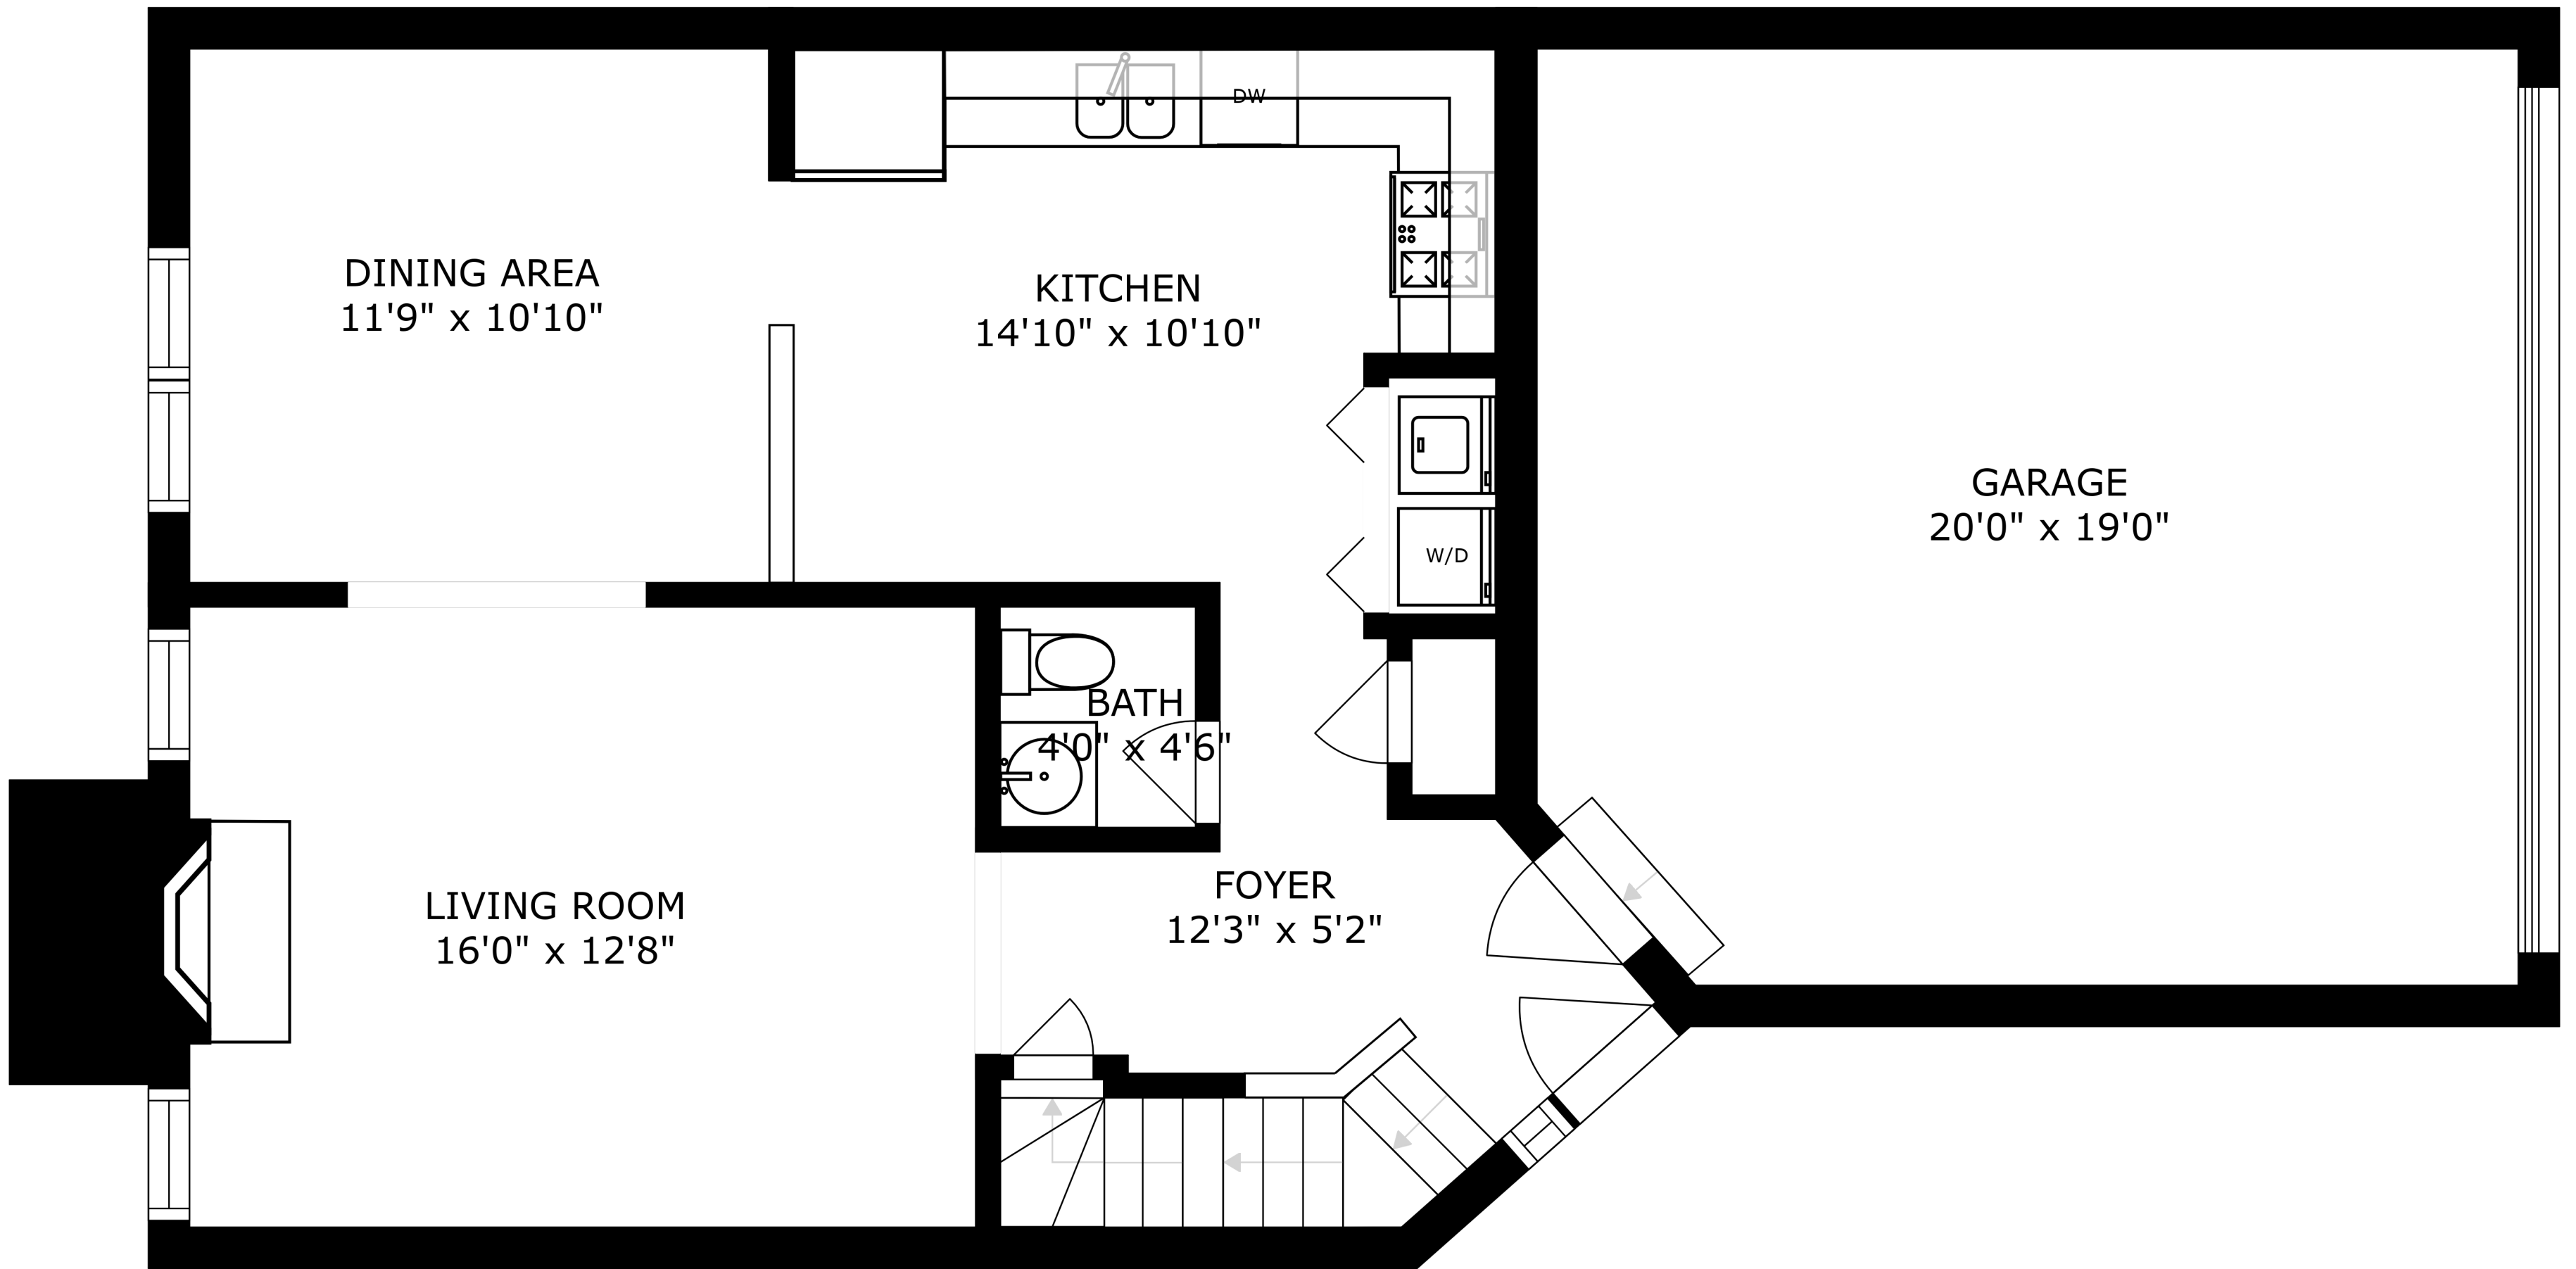 DW
DINING AREA
11'9" x 10'10"
KITCHEN
14'10" x 10'10"
GARAGE
20'0" x 19'0"
W/D
BATH
4'0" x 4'6"
LIVING ROOM
16'0" x 12'8"
FOYER
12'3" x 5'2"